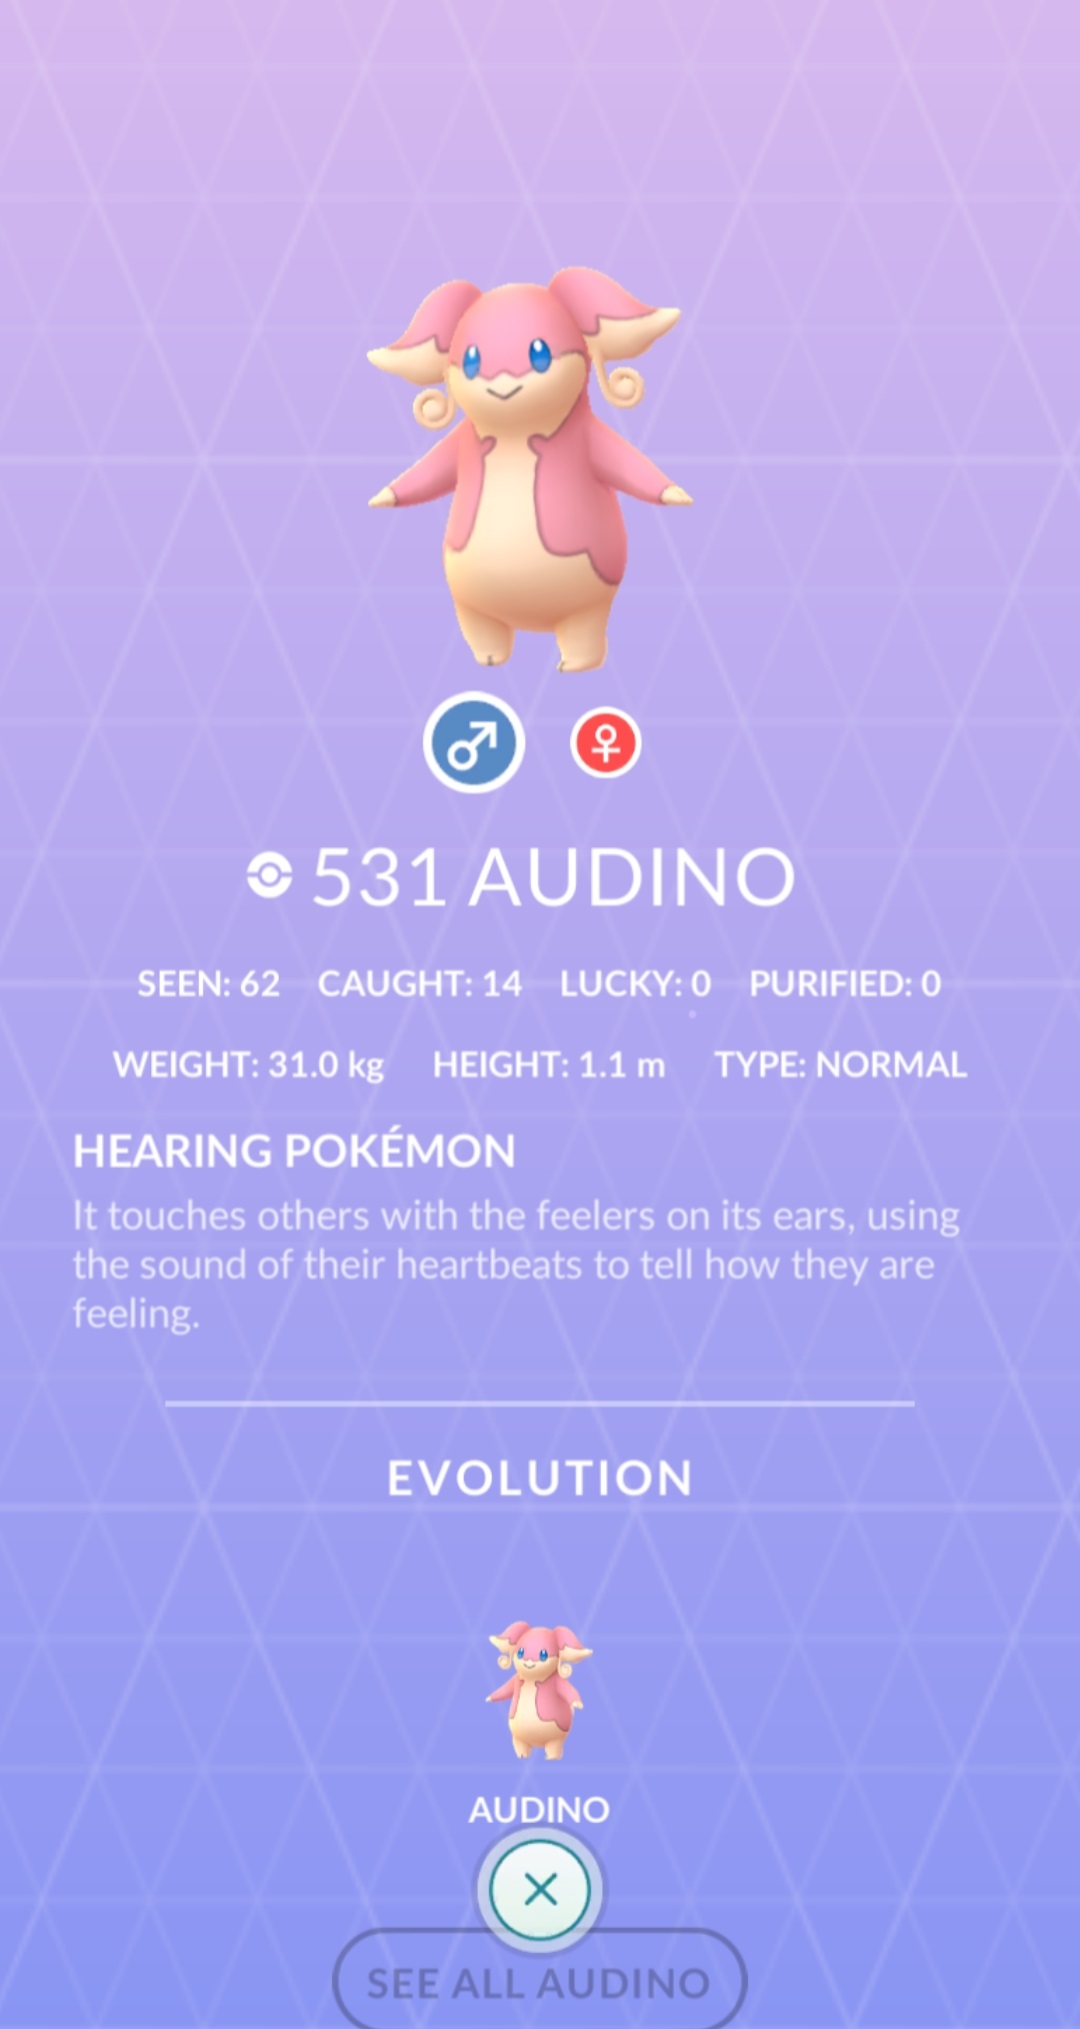 531 AUDINO
SEEN: 62 CAUGHT: 14 LUCKY: 0 PURIFIED: 0
WEIGHT: 31.0 kg HEIGHT: 1.1 m TYPE: NORMAL
HEARING POKÉMON
It touches others with the feelers on its ears, using
the sound of their heartbeats to tell how they are
feeling.
EVOLUTION
AUDINO
SEE ALL AUDINO